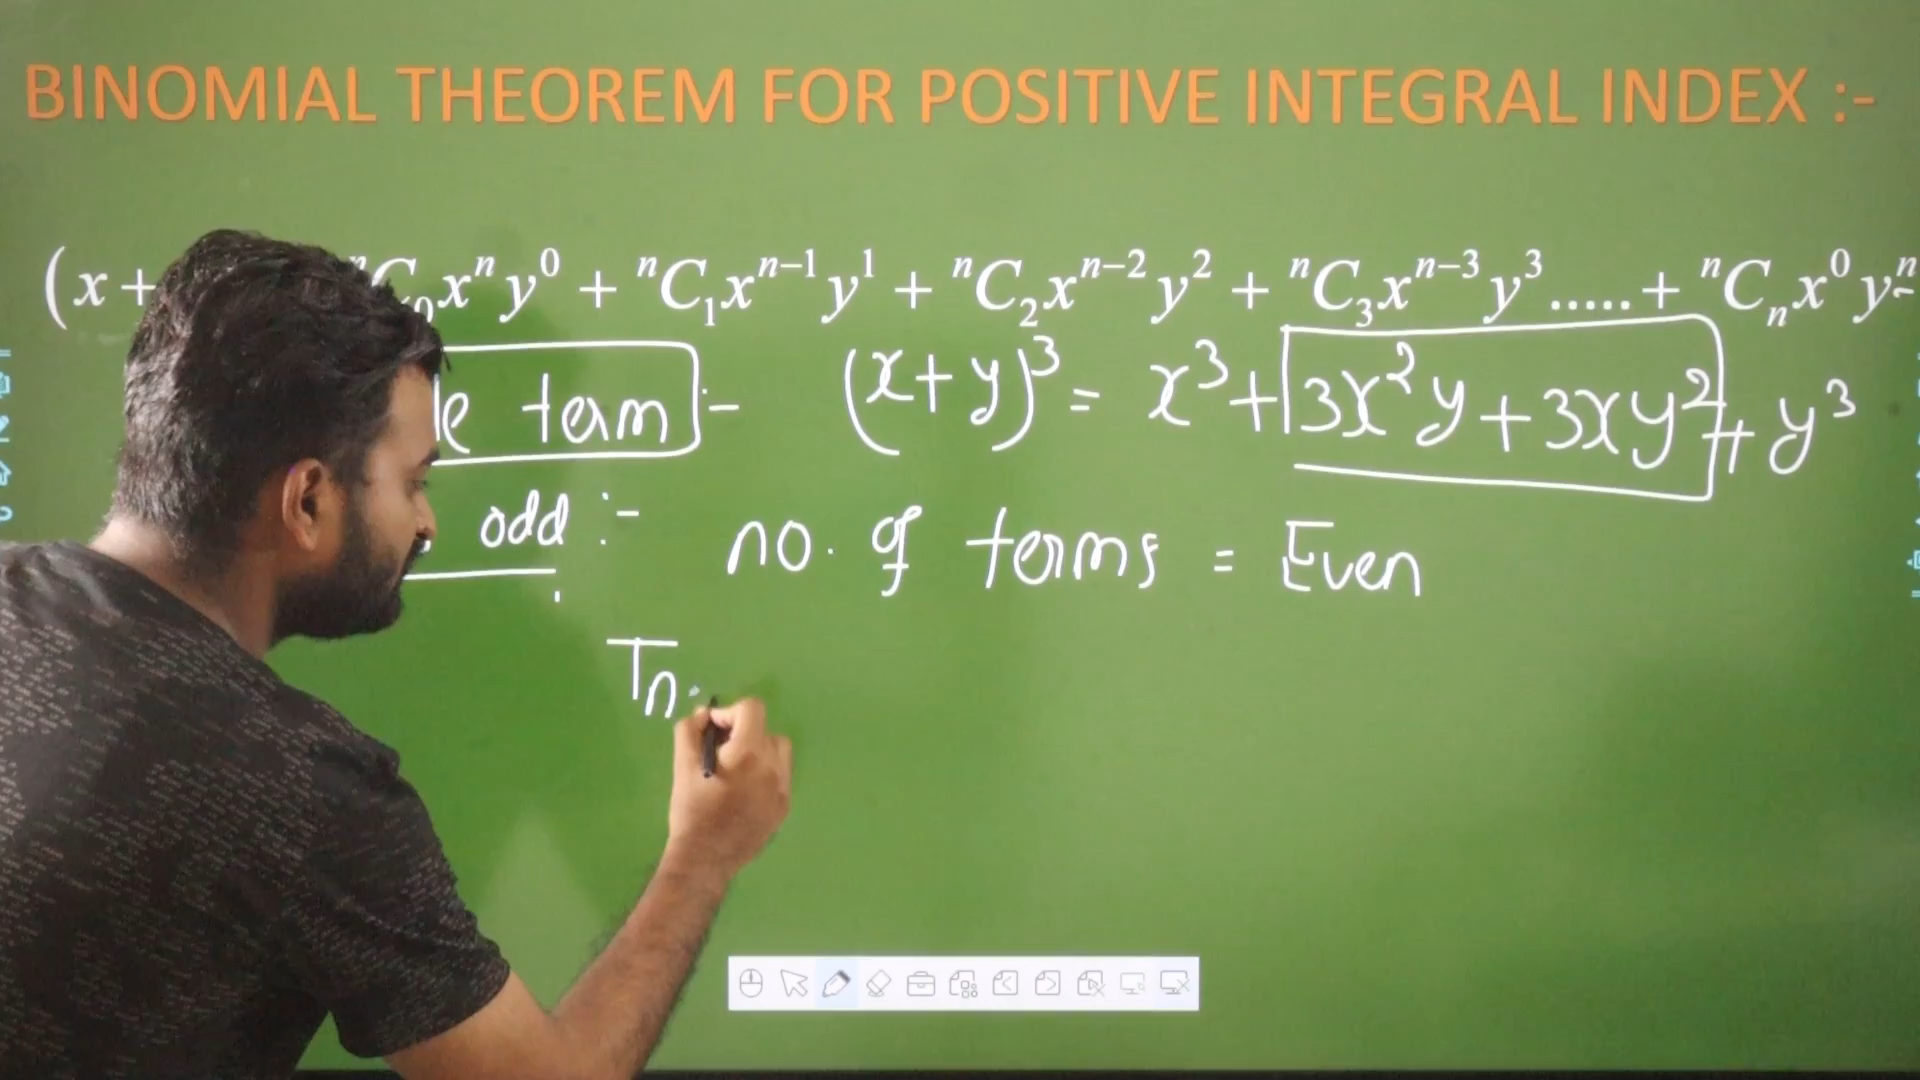 BINOMIAL THEOREM FOR POSITIVE INTEGRAL INDEX :-
(x+ ⁿC₀xⁿy⁰ + ⁿC₁xⁿ⁻¹y¹ + ⁿC₂xⁿ⁻²y² + ⁿC₃xⁿ⁻³y³.....+ ⁿCₙx⁰yⁿ
term :- (x+y)³ = x³+3x²y+3xy²+y³
odd :- no. of terms = Even
Tn